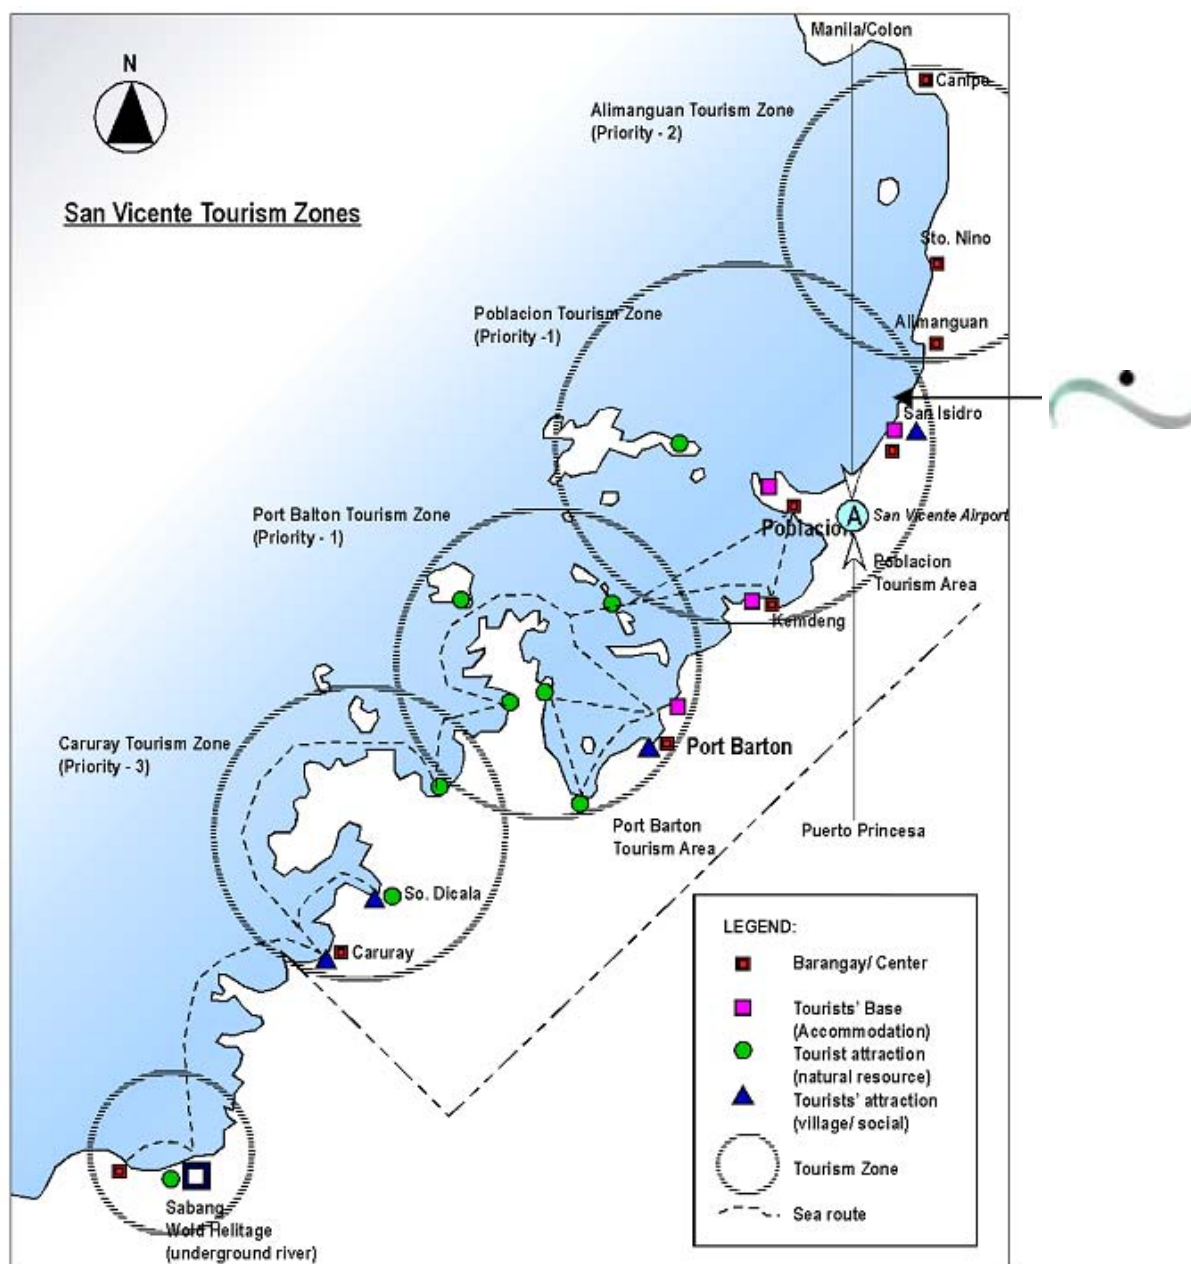 Manila/Colon
N
Canipe
Alimanguan Tourism Zone
(Priority - 2)
San Vicente Tourism Zones
Sto. Nino
Poblacion Tourism Zone
(Priority -1)
Alimanguan
San Isidro
Port Balton Tourism Zone
(Priority - 1)
A
San Vicente Airport
Poblacion
Poblacion
Tourism Area
Kemdeng
Caruray Tourism Zone
(Priority - 3)
Port Barton
Port Barton
Tourism Area
Puerto Princesa
So. Dicala
Caruray
LEGEND:
Barangay/ Center
Tourists' Base
(Accommodation)
Tourist attraction
(natural resource)
Tourists' attraction
(village/ social)
Tourism Zone
Sea route
Sabang
Wold Helitage
(underground river)